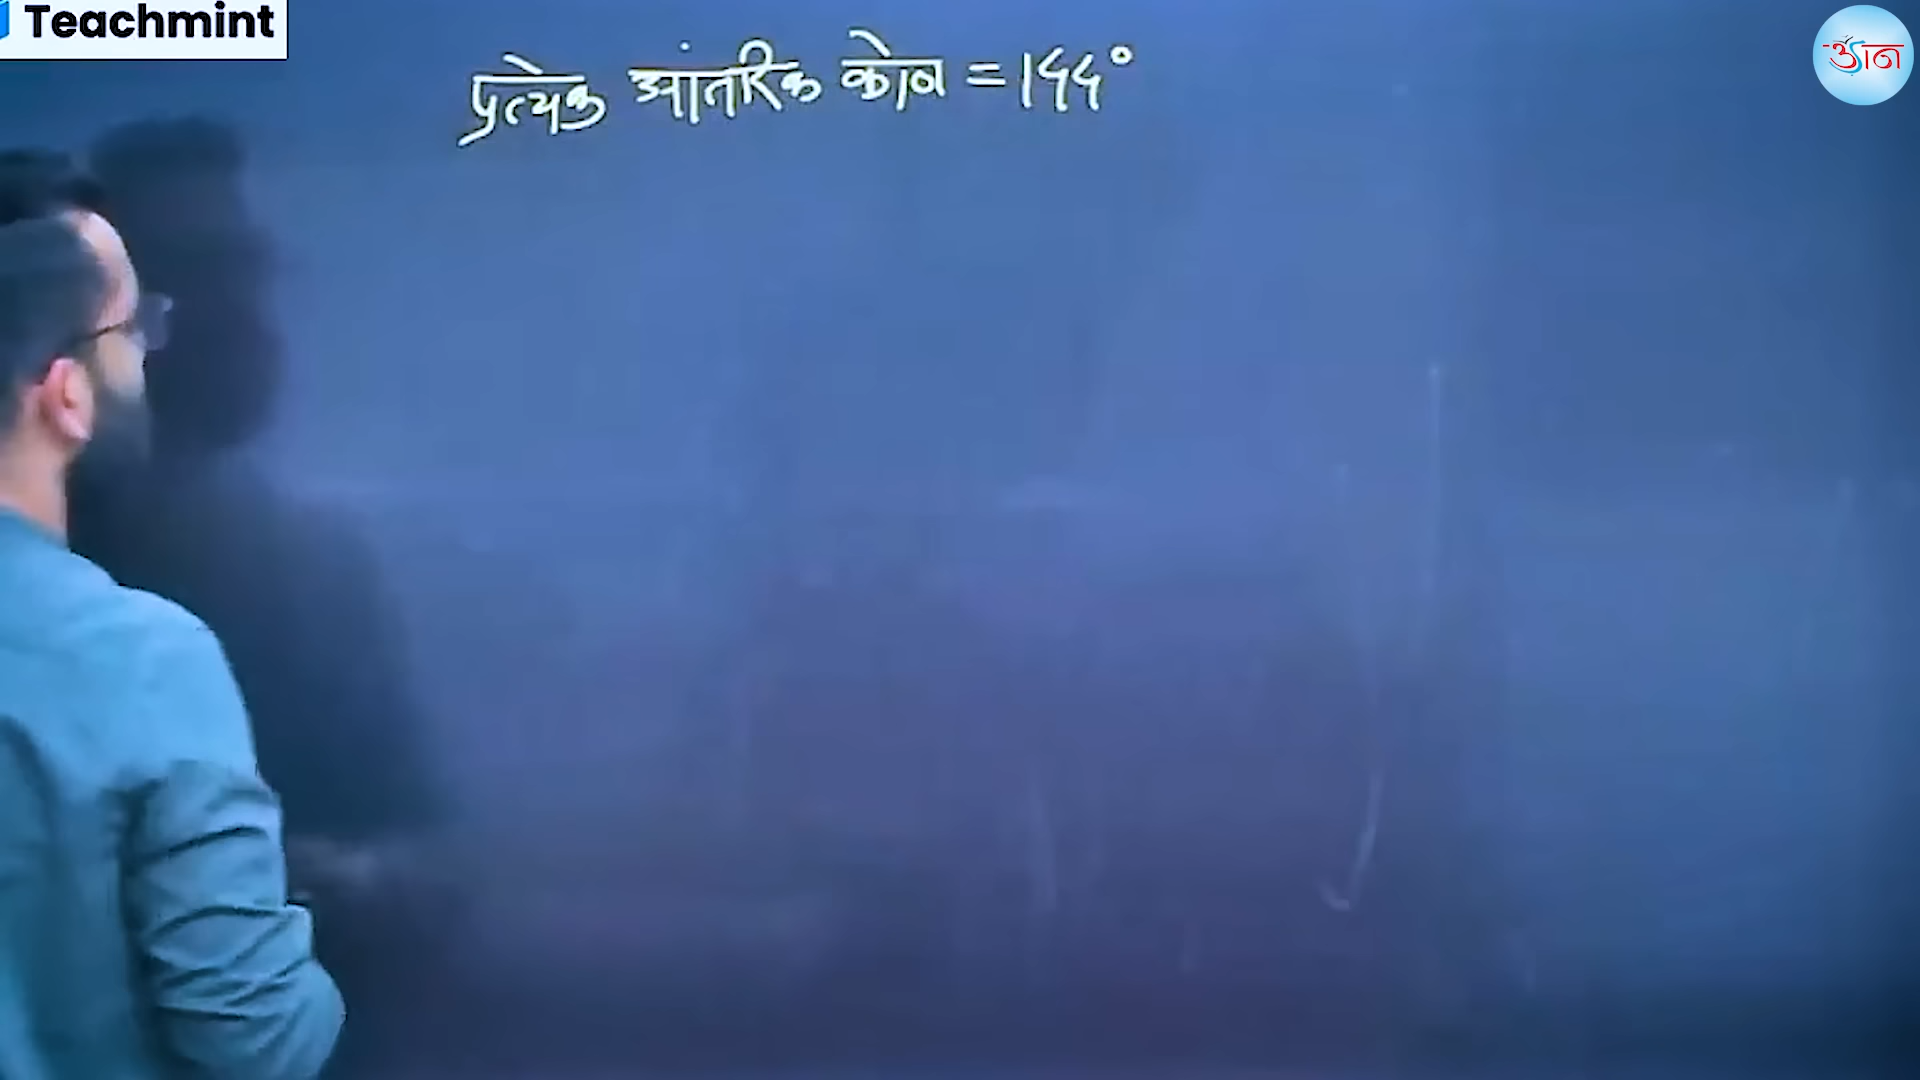 Teachmint
प्रत्येक आंतरिक कोण = 144°